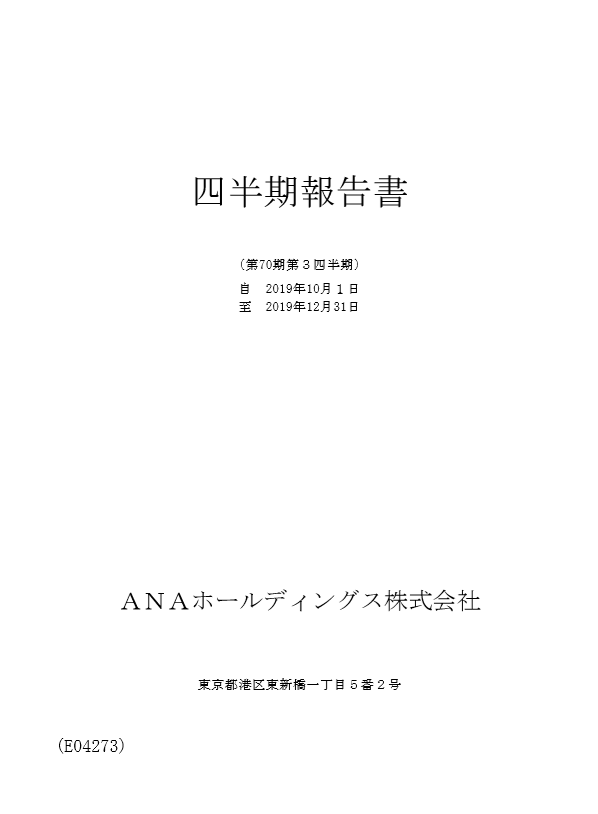 四半期報告書
（第70期第３四半期）
自　2019年10月１日
至　2019年12月31日
ＡＮＡホールディングス株式会社
東京都港区東新橋一丁目５番２号
(E04273)